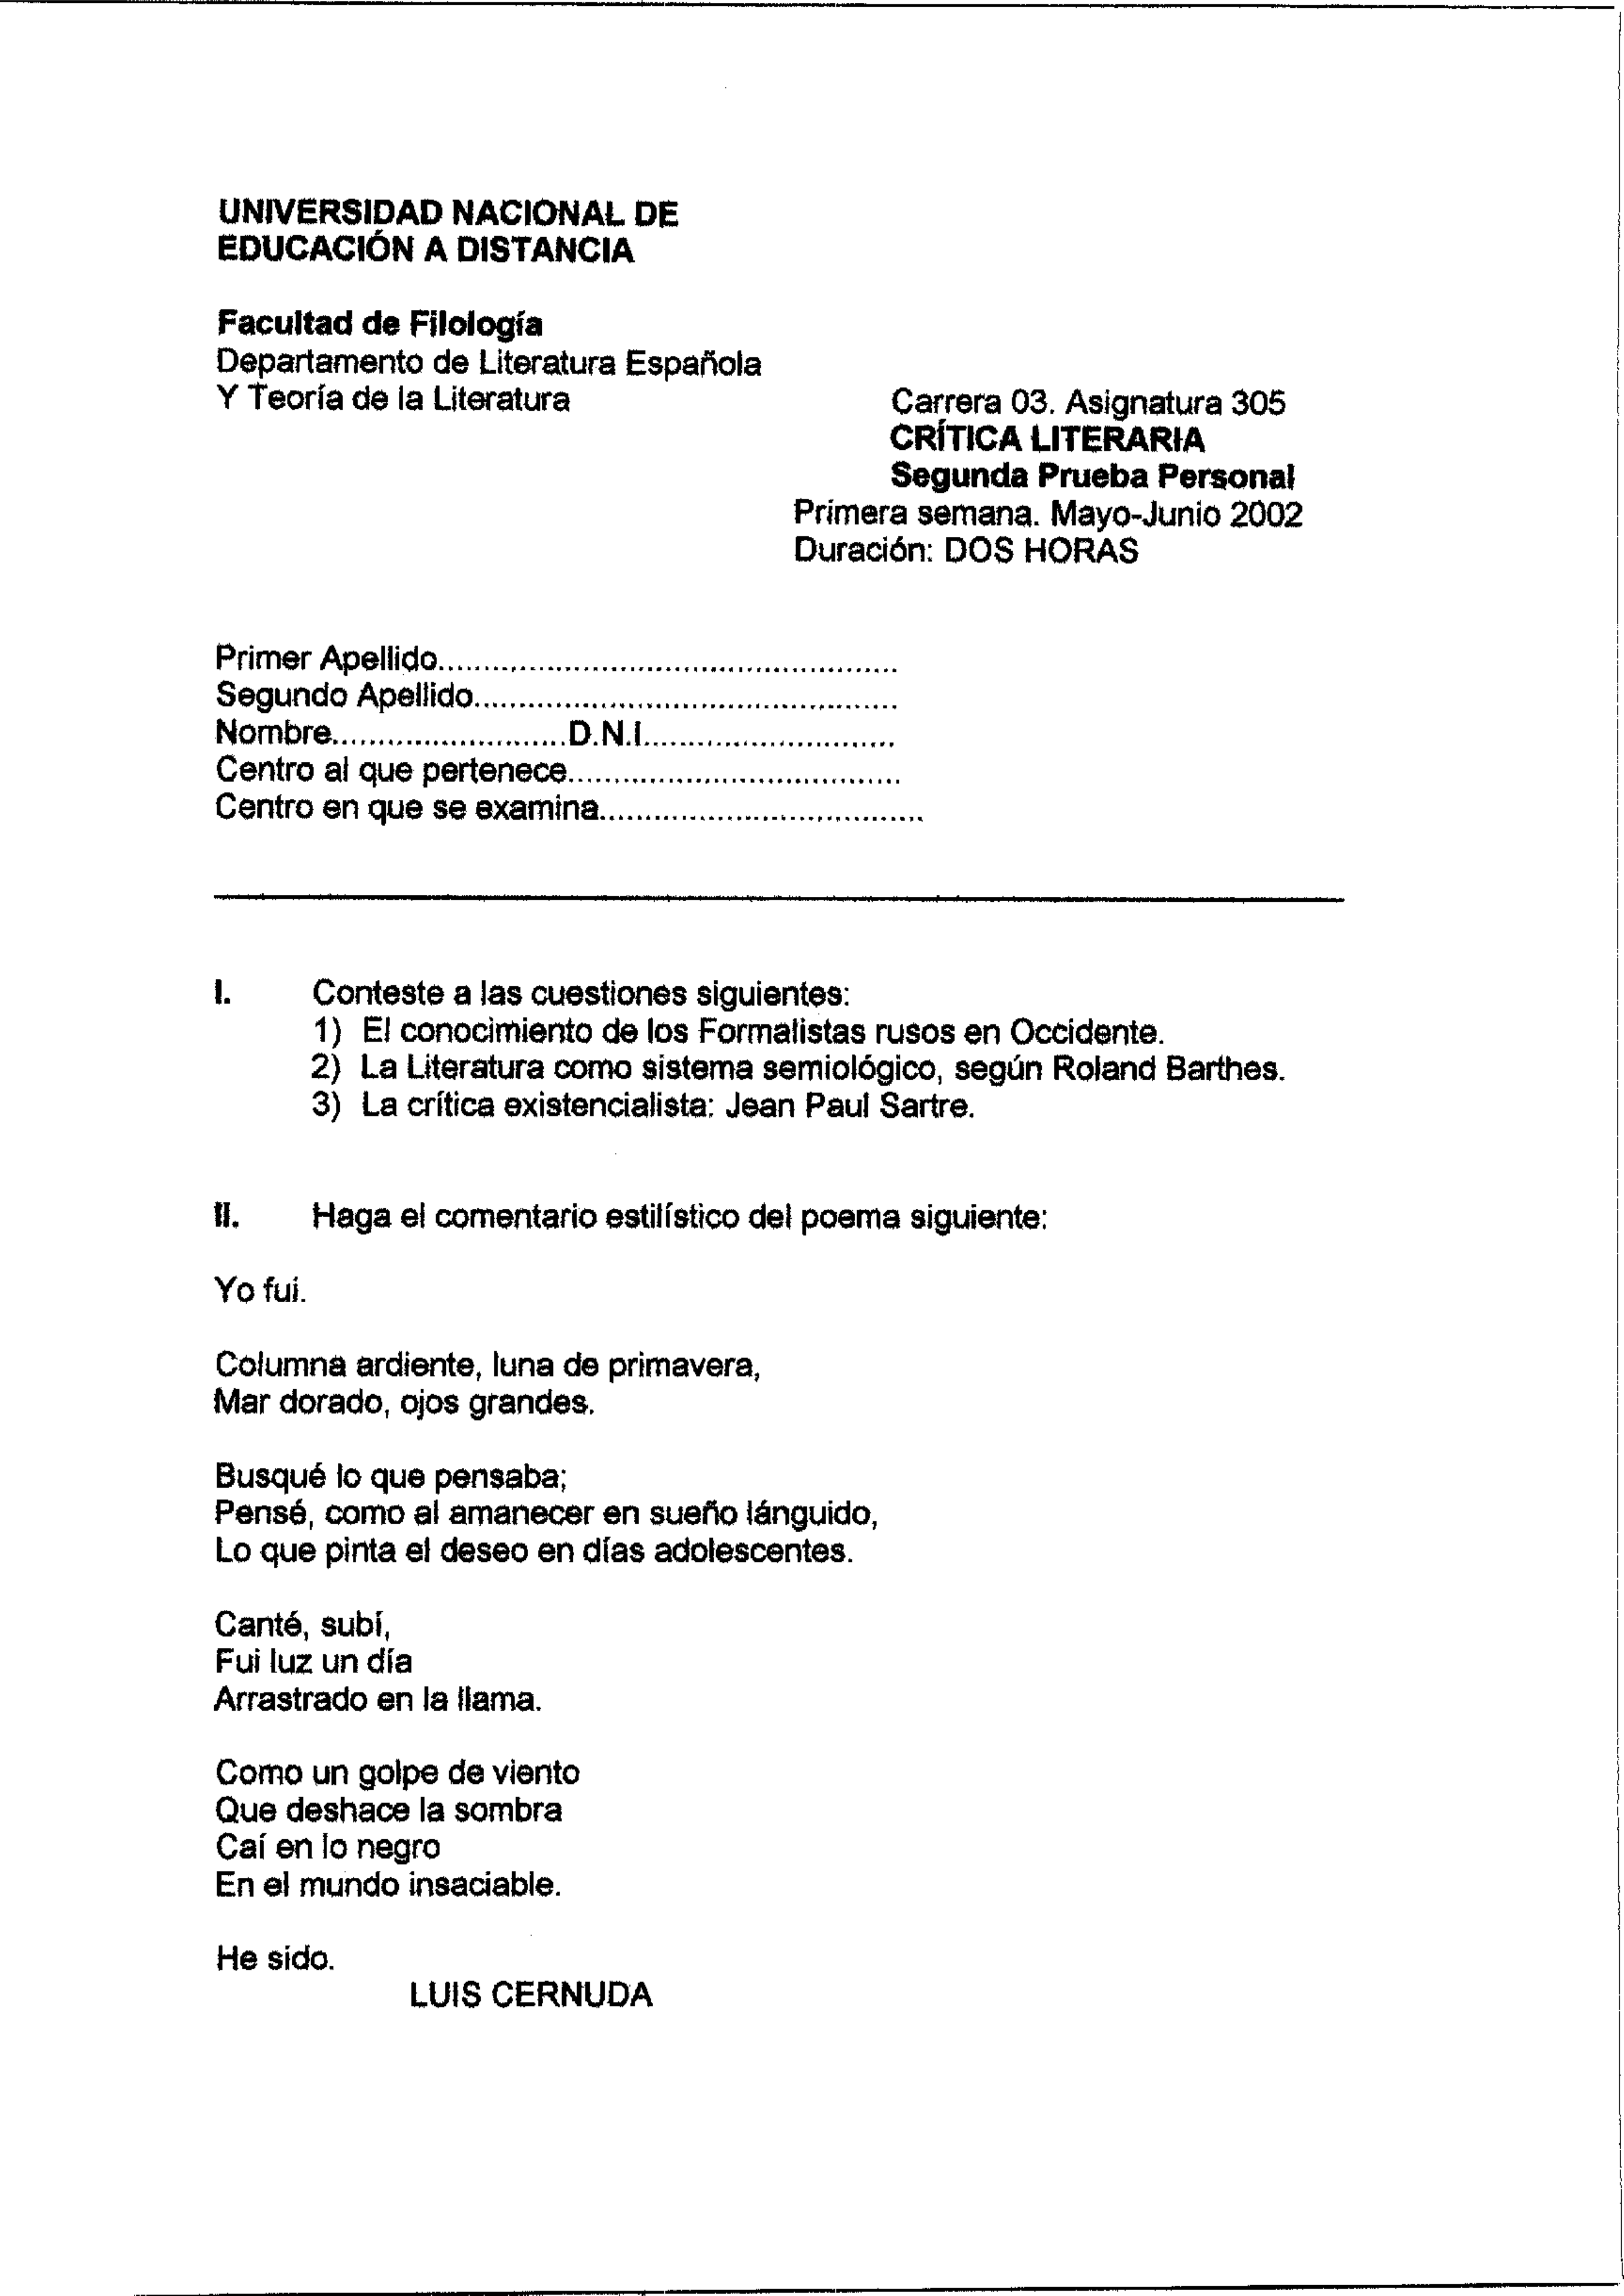 UNIVERSIDAD NACIONAL DE
EDUCACIÓN A DISTANCIA
Facultad de Filología
Departamento de Literatura Española
Y Teoría de la Literatura
Carrera 03. Asignatura 305
CRÍTICA LITERARIA
Segunda Prueba Personal
Primera semana. Mayo-Junio 2002
Duración: DOS HORAS
Primer Apellido..................................................
Segundo Apellido..............................................
Nombre..........................D.N.I...........................
Centro al que pertenece....................................
Centro en que se examina...................................
I. Conteste a las cuestiones siguientes:
1) El conocimiento de los Formalistas rusos en Occidente.
2) La Literatura como sistema semiológico, según Roland Barthes.
3) La crítica existencialista: Jean Paul Sartre.
II. Haga el comentario estilístico del poema siguiente:
Yo fui.
Columna ardiente, luna de primavera,
Mar dorado, ojos grandes.
Busqué lo que pensaba;
Pensé, como al amanecer en sueño lánguido,
Lo que pinta el deseo en días adolescentes.
Canté, subí,
Fui luz un día
Arrastrado en la llama.
Como un golpe de viento
Que deshace la sombra
Caí en lo negro
En el mundo insaciable.
He sido.
LUIS CERNUDA